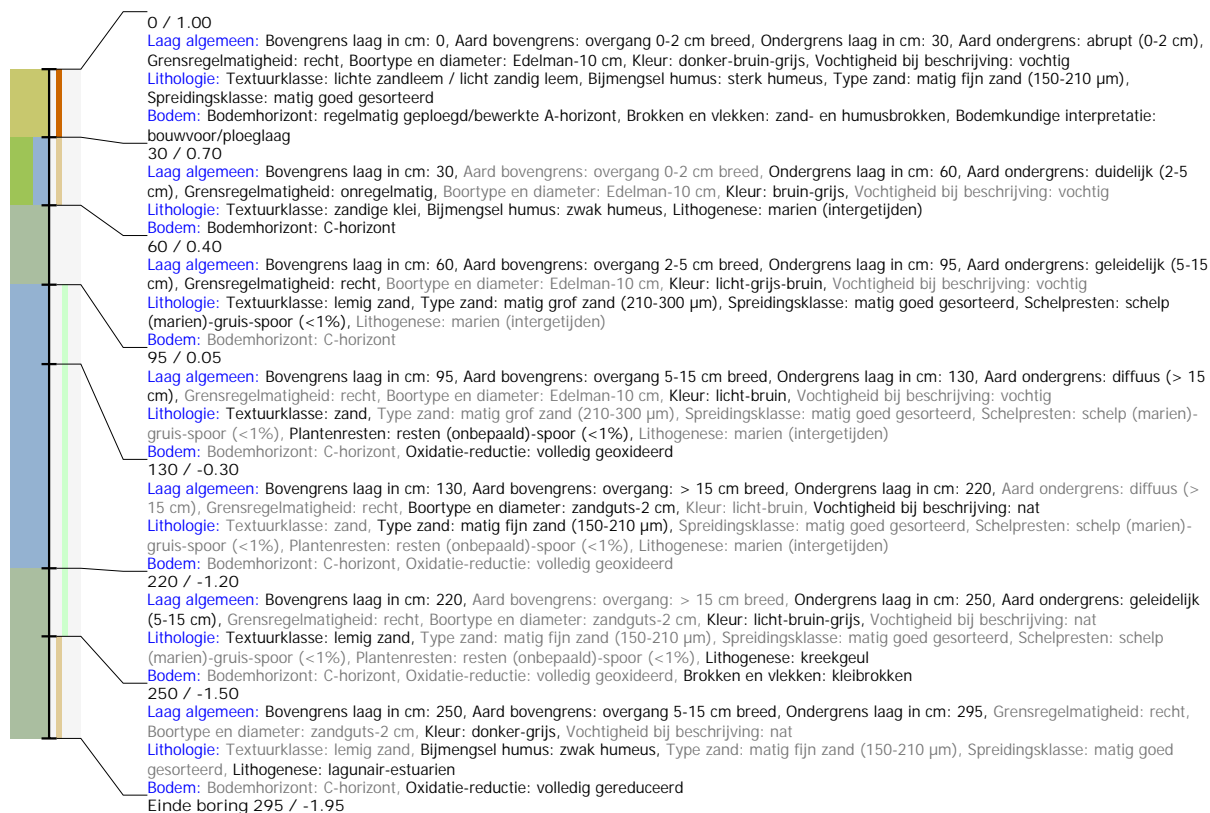 0 / 1.00
Laag algemeen: Bovengrens laag in cm: 0, Aard bovengrens: overgang 0-2 cm breed, Ondergrens laag in cm: 30, Aard ondergrens: abrupt (0-2 cm),
Grensregelmatigheid: recht, Boortype en diameter: Edelman-10 cm, Kleur: donker-bruin-grijs, Vochtigheid bij beschrijving: vochtig
Lithologie: Textuurklasse: lichte zandleem / licht zandig leem, Bijmengsel humus: sterk humeus, Type zand: matig fijn zand (150-210 µm),
Spreidingsklasse: matig goed gesorteerd
Bodem: Bodemhorizont: regelmatig geploegd/bewerkte A-horizont, Brokken en vlekken: zand- en humusbrokken, Bodemkundige interpretatie:
bouwvoor/ploeglaag
30 / 0.70
Laag algemeen: Bovengrens laag in cm: 30, Aard bovengrens: overgang 0-2 cm breed, Ondergrens laag in cm: 60, Aard ondergrens: duidelijk (2-5
cm), Grensregelmatigheid: onregelmatig, Boortype en diameter: Edelman-10 cm, Kleur: bruin-grijs, Vochtigheid bij beschrijving: vochtig
Lithologie: Textuurklasse: zandige klei, Bijmengsel humus: zwak humeus, Lithogenese: marien (intergetijden)
Bodem: Bodemhorizont: C-horizont
60 / 0.40
Laag algemeen: Bovengrens laag in cm: 60, Aard bovengrens: overgang 2-5 cm breed, Ondergrens laag in cm: 95, Aard ondergrens: geleidelijk (5-15
cm), Grensregelmatigheid: recht, Boortype en diameter: Edelman-10 cm, Kleur: licht-grijs-bruin, Vochtigheid bij beschrijving: vochtig
Lithologie: Textuurklasse: lemig zand, Type zand: matig grof zand (210-300 µm), Spreidingsklasse: matig goed gesorteerd, Schelpresten: schelp
(marien)-gruis-spoor (<1%), Lithogenese: marien (intergetijden)
Bodem: Bodemhorizont: C-horizont
95 / 0.05
Laag algemeen: Bovengrens laag in cm: 95, Aard bovengrens: overgang 5-15 cm breed, Ondergrens laag in cm: 130, Aard ondergrens: diffuus (> 15
cm), Grensregelmatigheid: recht, Boortype en diameter: Edelman-10 cm, Kleur: licht-bruin, Vochtigheid bij beschrijving: vochtig
Lithologie: Textuurklasse: zand, Type zand: matig grof zand (210-300 µm), Spreidingsklasse: matig goed gesorteerd, Schelpresten: schelp (marien)-
gruis-spoor (<1%), Plantenresten: resten (onbepaald)-spoor (<1%), Lithogenese: marien (intergetijden)
Bodem: Bodemhorizont: C-horizont, Oxidatie-reductie: volledig geoxideerd
130 / -0.30
Laag algemeen: Bovengrens laag in cm: 130, Aard bovengrens: overgang: > 15 cm breed, Ondergrens laag in cm: 220, Aard ondergrens: diffuus (>
15 cm), Grensregelmatigheid: recht, Boortype en diameter: zandguts-2 cm, Kleur: licht-bruin, Vochtigheid bij beschrijving: nat
Lithologie: Textuurklasse: zand, Type zand: matig fijn zand (150-210 µm), Spreidingsklasse: matig goed gesorteerd, Schelpresten: schelp (marien)-
gruis-spoor (<1%), Plantenresten: resten (onbepaald)-spoor (<1%), Lithogenese: marien (intergetijden)
Bodem: Bodemhorizont: C-horizont, Oxidatie-reductie: volledig geoxideerd
220 / -1.20
Laag algemeen: Bovengrens laag in cm: 220, Aard bovengrens: overgang: > 15 cm breed, Ondergrens laag in cm: 250, Aard ondergrens: geleidelijk
(5-15 cm), Grensregelmatigheid: recht, Boortype en diameter: zandguts-2 cm, Kleur: licht-bruin-grijs, Vochtigheid bij beschrijving: nat
Lithologie: Textuurklasse: lemig zand, Type zand: matig fijn zand (150-210 µm), Spreidingsklasse: matig goed gesorteerd, Schelpresten: schelp
(marien)-gruis-spoor (<1%), Plantenresten: resten (onbepaald)-spoor (<1%), Lithogenese: kreekgeul
Bodem: Bodemhorizont: C-horizont, Oxidatie-reductie: volledig geoxideerd, Brokken en vlekken: kleibrokken
250 / -1.50
Laag algemeen: Bovengrens laag in cm: 250, Aard bovengrens: overgang 5-15 cm breed, Ondergrens laag in cm: 295, Grensregelmatigheid: recht,
Boortype en diameter: zandguts-2 cm, Kleur: donker-grijs, Vochtigheid bij beschrijving: nat
Lithologie: Textuurklasse: lemig zand, Bijmengsel humus: zwak humeus, Type zand: matig fijn zand (150-210 µm), Spreidingsklasse: matig goed
gesorteerd, Lithogenese: lagunair-estuarien
Bodem: Bodemhorizont: C-horizont, Oxidatie-reductie: volledig gereduceerd
Einde boring 295 / -1.95